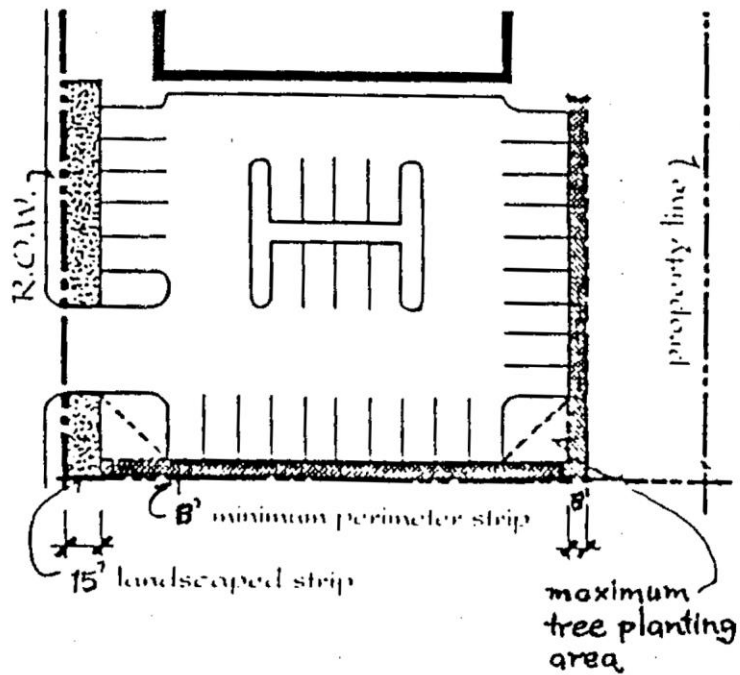 R.O.W.
property line
8' minimum perimeter strip
8'
15' landscaped strip
maximum
tree planting
area